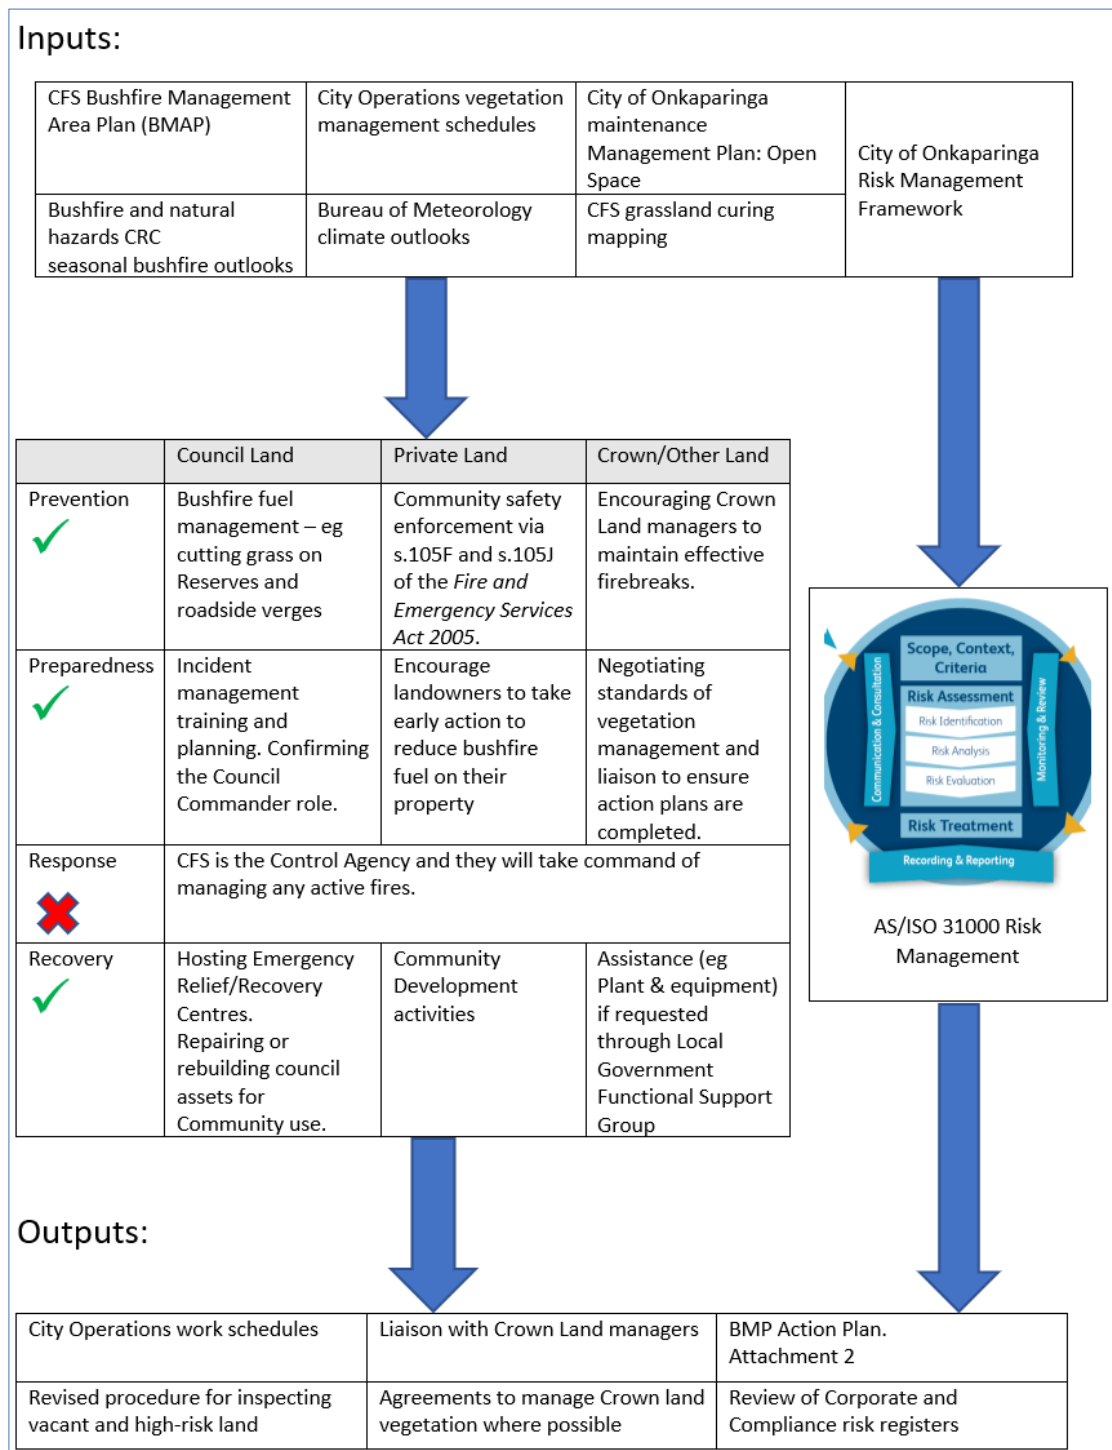 Inputs:
CFS Bushfire Management
Area Plan (BMAP)
City Operations vegetation
management schedules
City of Onkaparinga
maintenance
Management Plan: Open
Space
City of Onkaparinga
Risk Management
Framework
Bushfire and natural
hazards CRC
seasonal bushfire outlooks
Bureau of Meteorology
climate outlooks
CFS grassland curing
mapping
Council Land
Private Land
Crown/Other Land
Prevention
Bushfire fuel
management – eg
cutting grass on
Reserves and
roadside verges
Community safety
enforcement via
s.105F and s.105J
of the Fire and
Emergency Services
Act 2005.
Encouraging Crown
Land managers to
maintain effective
firebreaks.
Preparedness
Incident
management
training and
planning. Confirming
the Council
Commander role.
Encourage
landowners to take
early action to
reduce bushfire
fuel on their
property
Negotiating
standards of
vegetation
management and
liaison to ensure
action plans are
completed.
Response
CFS is the Control Agency and they will take command of
managing any active fires.
Recovery
Hosting Emergency
Relief/Recovery
Centres.
Repairing or
rebuilding council
assets for
Community use.
Community
Development
activities
Assistance (eg
Plant & equipment)
if requested
through Local
Government
Functional Support
Group
Scope, Context,
Criteria
Risk Assessment
Risk Identification
Risk Analysis
Risk Evaluation
Risk Treatment
Communication & Consultation
Monitoring & Review
Recording & Reporting
AS/ISO 31000 Risk
Management
Outputs:
City Operations work schedules
Liaison with Crown Land managers
BMP Action Plan.
Attachment 2
Revised procedure for inspecting
vacant and high-risk land
Agreements to manage Crown land
vegetation where possible
Review of Corporate and
Compliance risk registers